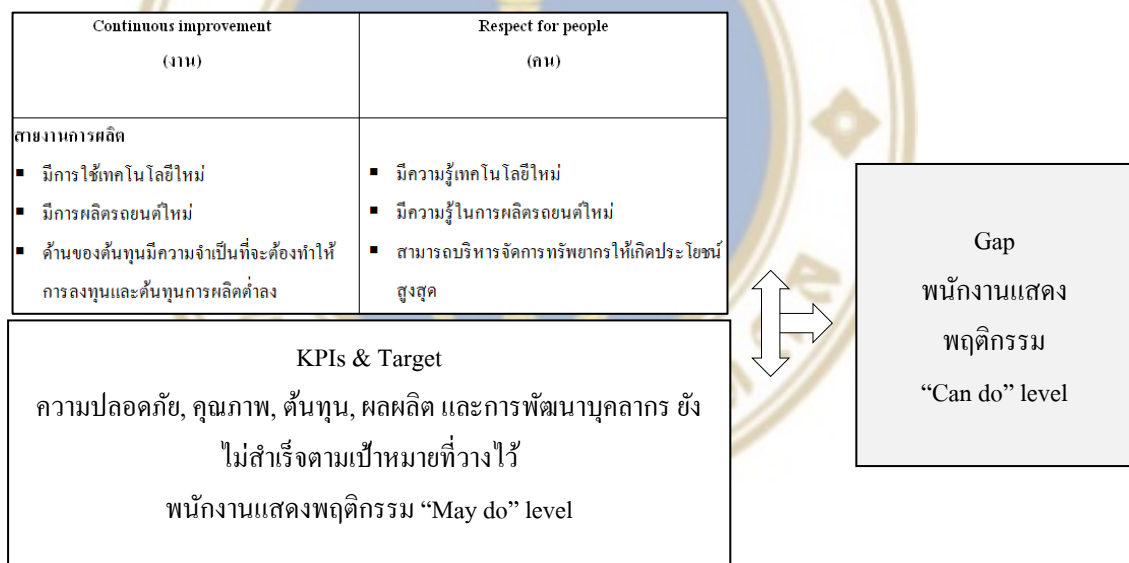 Continuous improvement
(งาน)
Respect for people
(คน)
สายงานการผลิต
▪ มีการใช้เทคโนโลยีใหม่
▪ มีการผลิตรถยนต์ใหม่
▪ ด้านของต้นทุนมีความจำเป็นที่จะต้องทำให้
การลงทุนและต้นทุนการผลิตต่ำลง
▪ มีความรู้เทคโนโลยีใหม่
▪ มีความรู้ในการผลิตรถยนต์ใหม่
▪ สามารถบริหารจัดการทรัพยากรให้เกิดประโยชน์
สูงสุด
KPIs & Target
ความปลอดภัย, คุณภาพ, ต้นทุน, ผลผลิต และการพัฒนาบุคลากร ยัง
ไม่สำเร็จตามเป้าหมายที่วางไว้
พนักงานแสดงพฤติกรรม “May do” level
Gap
พนักงานแสดง
พฤติกรรม
“Can do” level